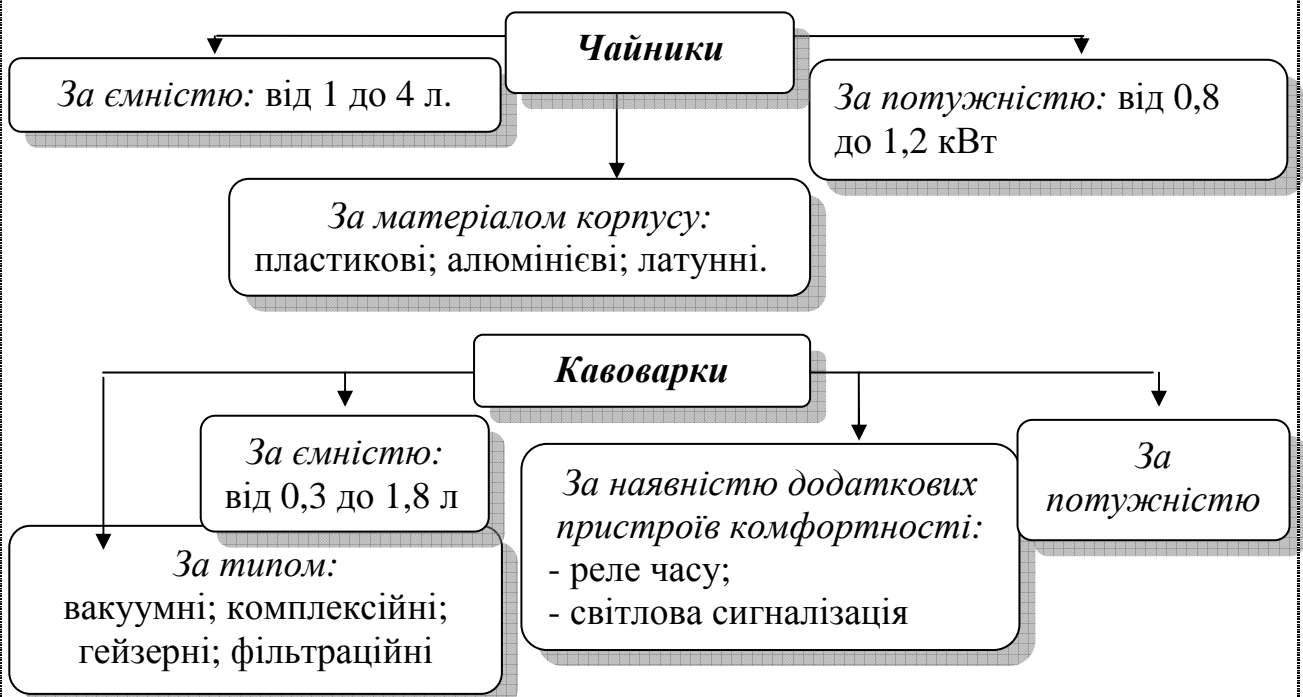 Чайники
За ємністю: від 1 до 4 л.
За потужністю: від 0,8
до 1,2 кВт
За матеріалом корпусу:
пластикові; алюмінієві; латунні.
Кавоварки
За ємністю:
від 0,3 до 1,8 л
За типом:
вакуумні; комплексійні;
гейзерні; фільтраційні
За наявністю додаткових
пристроїв комфортності:
- реле часу;
- світлова сигналізація
За
потужністю